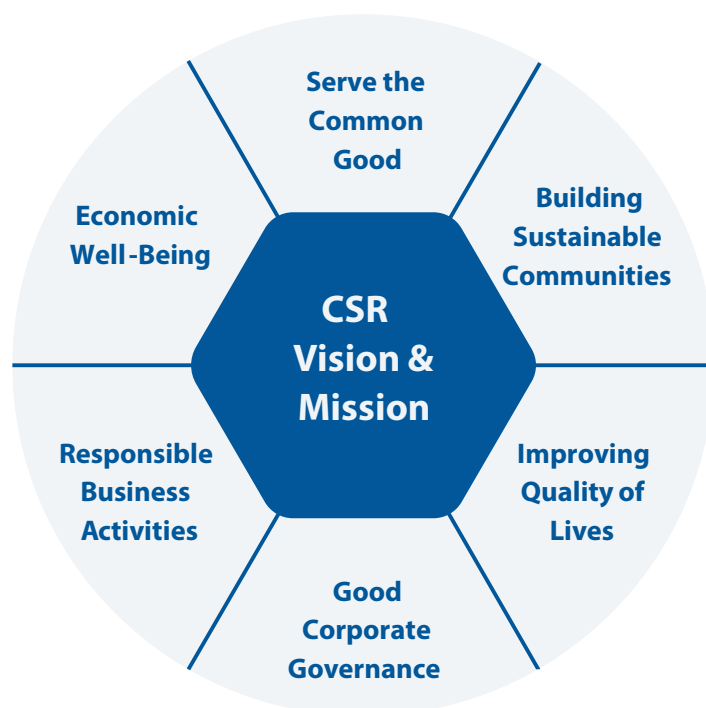 Serve the
Common
Good
Building
Sustainable
Communities
Improving
Quality of
Lives
Good
Corporate
Governance
Responsible
Business
Activities
Economic
Well-Being
CSR
Vision &
Mission